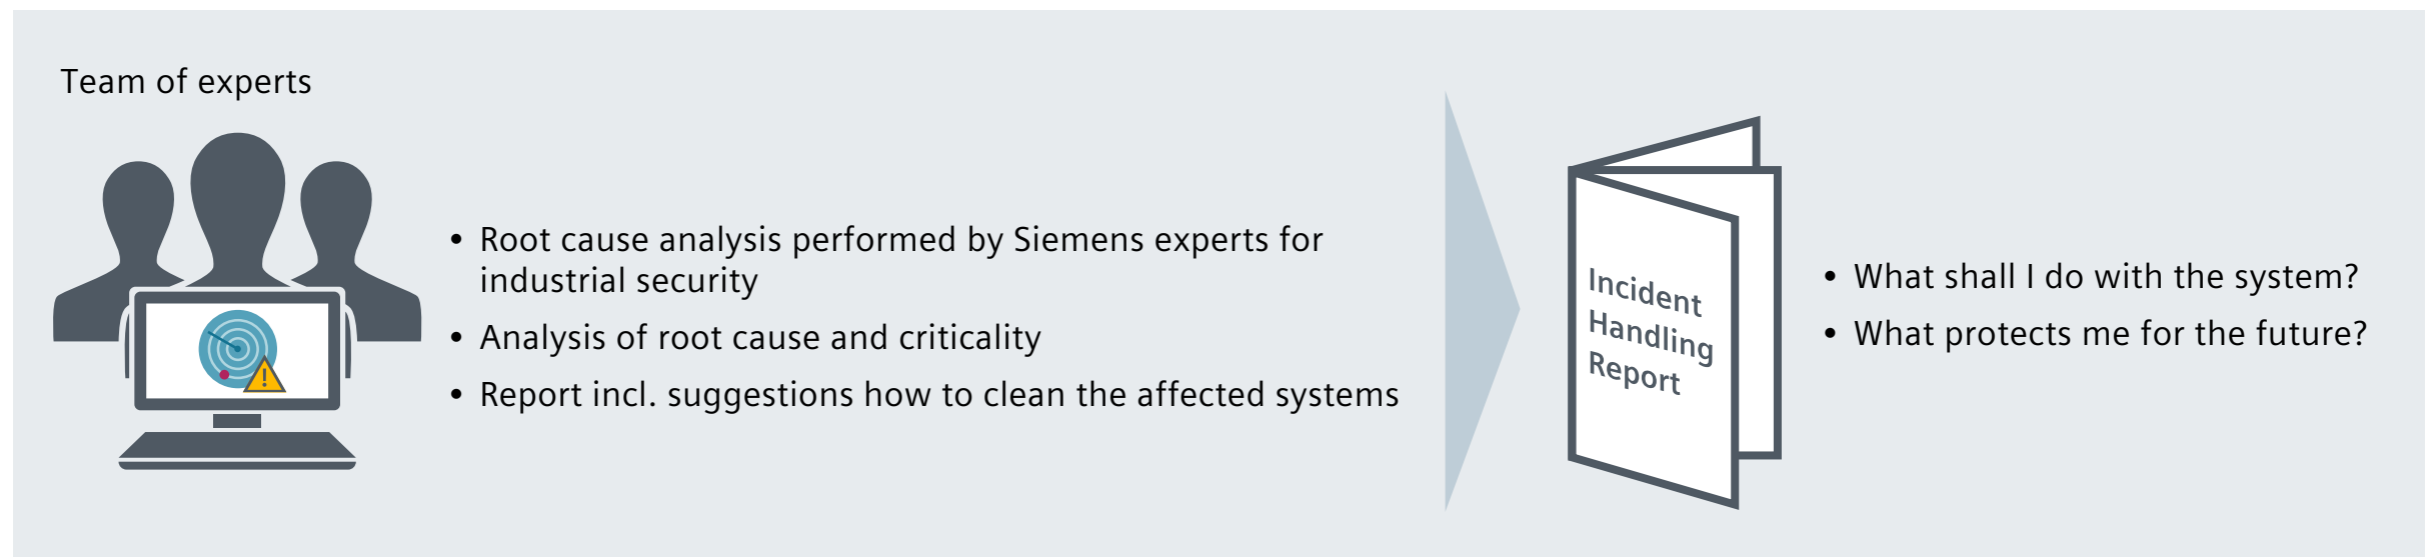 Team of experts
• Root cause analysis performed by Siemens experts for
industrial security
• Analysis of root cause and criticality
• Report incl. suggestions how to clean the affected systems
Incident
Handling
Report
• What shall I do with the system?
• What protects me for the future?